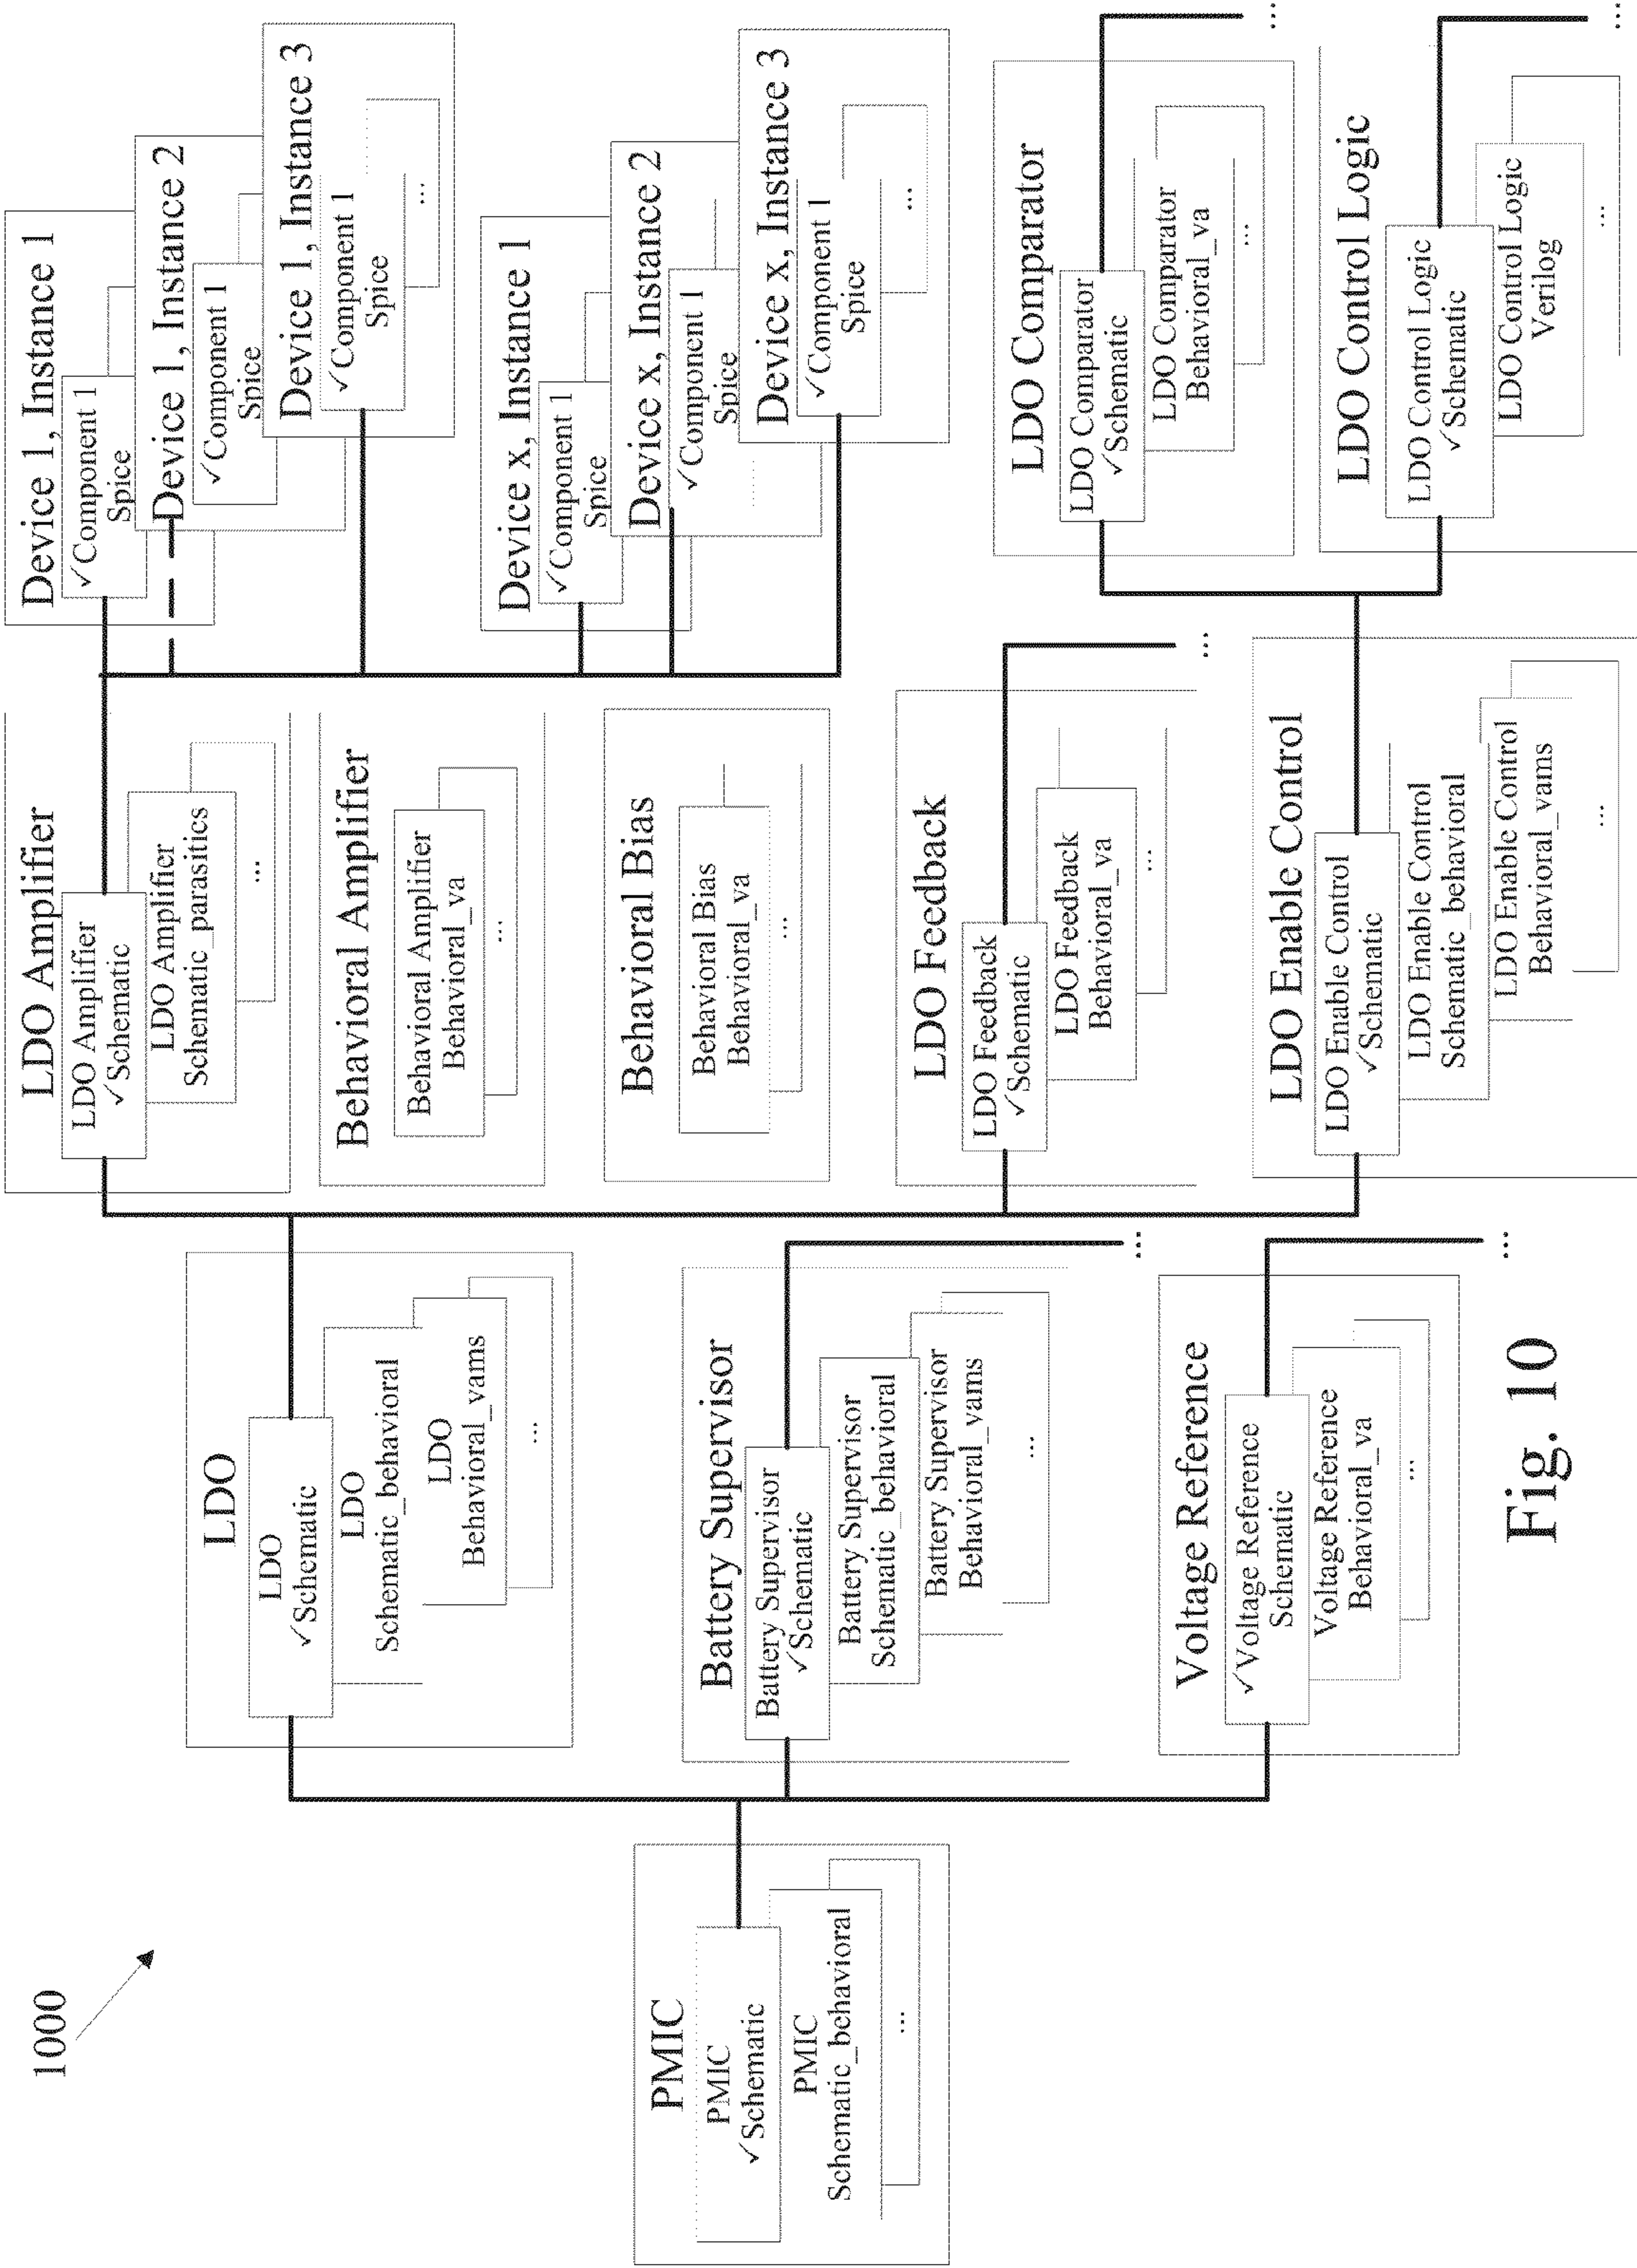 1000
PMIC
PMIC
✓Schematic
PMIC
Schematic_behavioral
...
LDO
LDO
✓Schematic
LDO
Schematic_behavioral
LDO
Behavioral_vams
...
Battery Supervisor
Battery Supervisor
✓Schematic
Battery Supervisor
Schematic_behavioral
Battery Supervisor
Behavioral_vams
...
...
Voltage Reference
✓Voltage Reference
Schematic
Voltage Reference
Behavioral_va
...
...
LDO Amplifier
LDO Amplifier
✓Schematic
LDO Amplifier
Schematic_parasitics
...
Behavioral Amplifier
Behavioral Amplifier
Behavioral_va
...
Behavioral Bias
Behavioral Bias
Behavioral_va
...
LDO Feedback
LDO Feedback
✓Schematic
LDO Feedback
Behavioral_va
...
...
LDO Enable Control
LDO Enable Control
✓Schematic
LDO Enable Control
Schematic_behavioral
LDO Enable Control
Behavioral_vams
...
Device 1, Instance 1
✓Component 1
Spice
Device 1, Instance 2
✓Component 1
Spice
Device 1, Instance 3
✓Component 1
Spice
...
Device x, Instance 1
✓Component 1
Spice
Device x, Instance 2
✓Component 1
Spice
Device x, Instance 3
✓Component 1
Spice
...
LDO Comparator
LDO Comparator
✓Schematic
LDO Comparator
Behavioral_va
...
...
LDO Control Logic
LDO Control Logic
✓Schematic
LDO Control Logic
Verilog
...
...
Fig. 10